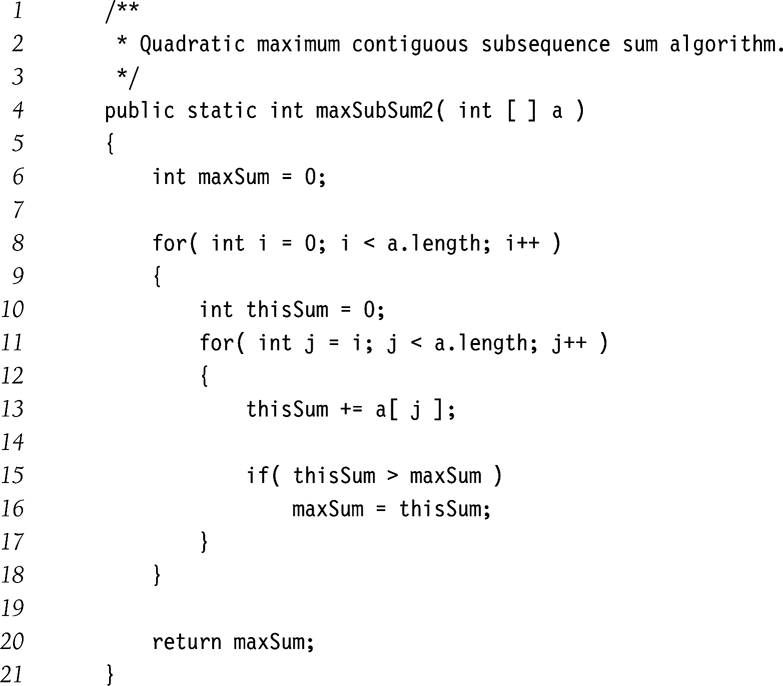 1 /**
2 * Quadratic maximum contiguous subsequence sum algorithm.
3 */
4 public static int maxSubSum2( int [ ] a )
5 {
6 int maxSum = 0;
7
8 for( int i = 0; i < a.length; i++ )
9 {
10 int thisSum = 0;
11 for( int j = i; j < a.length; j++ )
12 {
13 thisSum += a[ j ];
14
15 if( thisSum > maxSum )
16 maxSum = thisSum;
17 }
18 }
19
20 return maxSum;
21 }